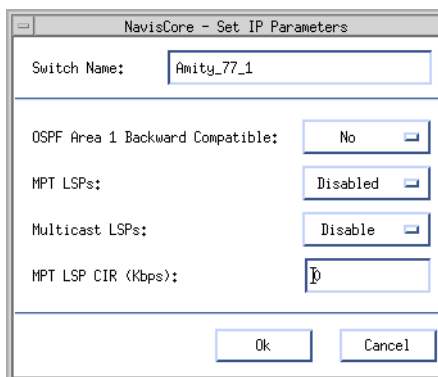 NavisCore - Set IP Parameters
Switch Name: Amity_77_1
OSPF Area 1 Backward Compatible: No
MPT LSPs: Disabled
Multicast LSPs: Disable
MPT LSP CIR (Kbps): 0
Ok Cancel